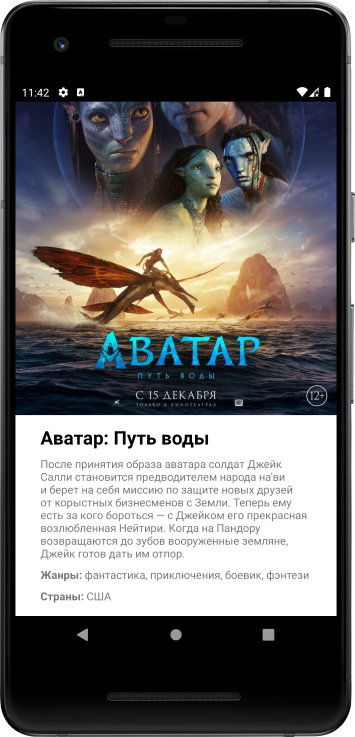 11:42
АВАТАР
ПУТЬ ВОДЫ
С 15 ДЕКАБРЯ
ТОЛЬКО В КИНОТЕАТРАХ
12+
Аватар: Путь воды
После принятия образа аватара солдат Джейк
Салли становится предводителем народа на'ви
и берет на себя миссию по защите новых друзей
от корыстных бизнесменов с Земли. Теперь ему
есть за кого бороться — с Джейком его прекрасная
возлюбленная Нейтири. Когда на Пандору
возвращаются до зубов вооруженные земляне,
Джейк готов дать им отпор.
Жанры: фантастика, приключения, боевик, фэнтези
Страны: США